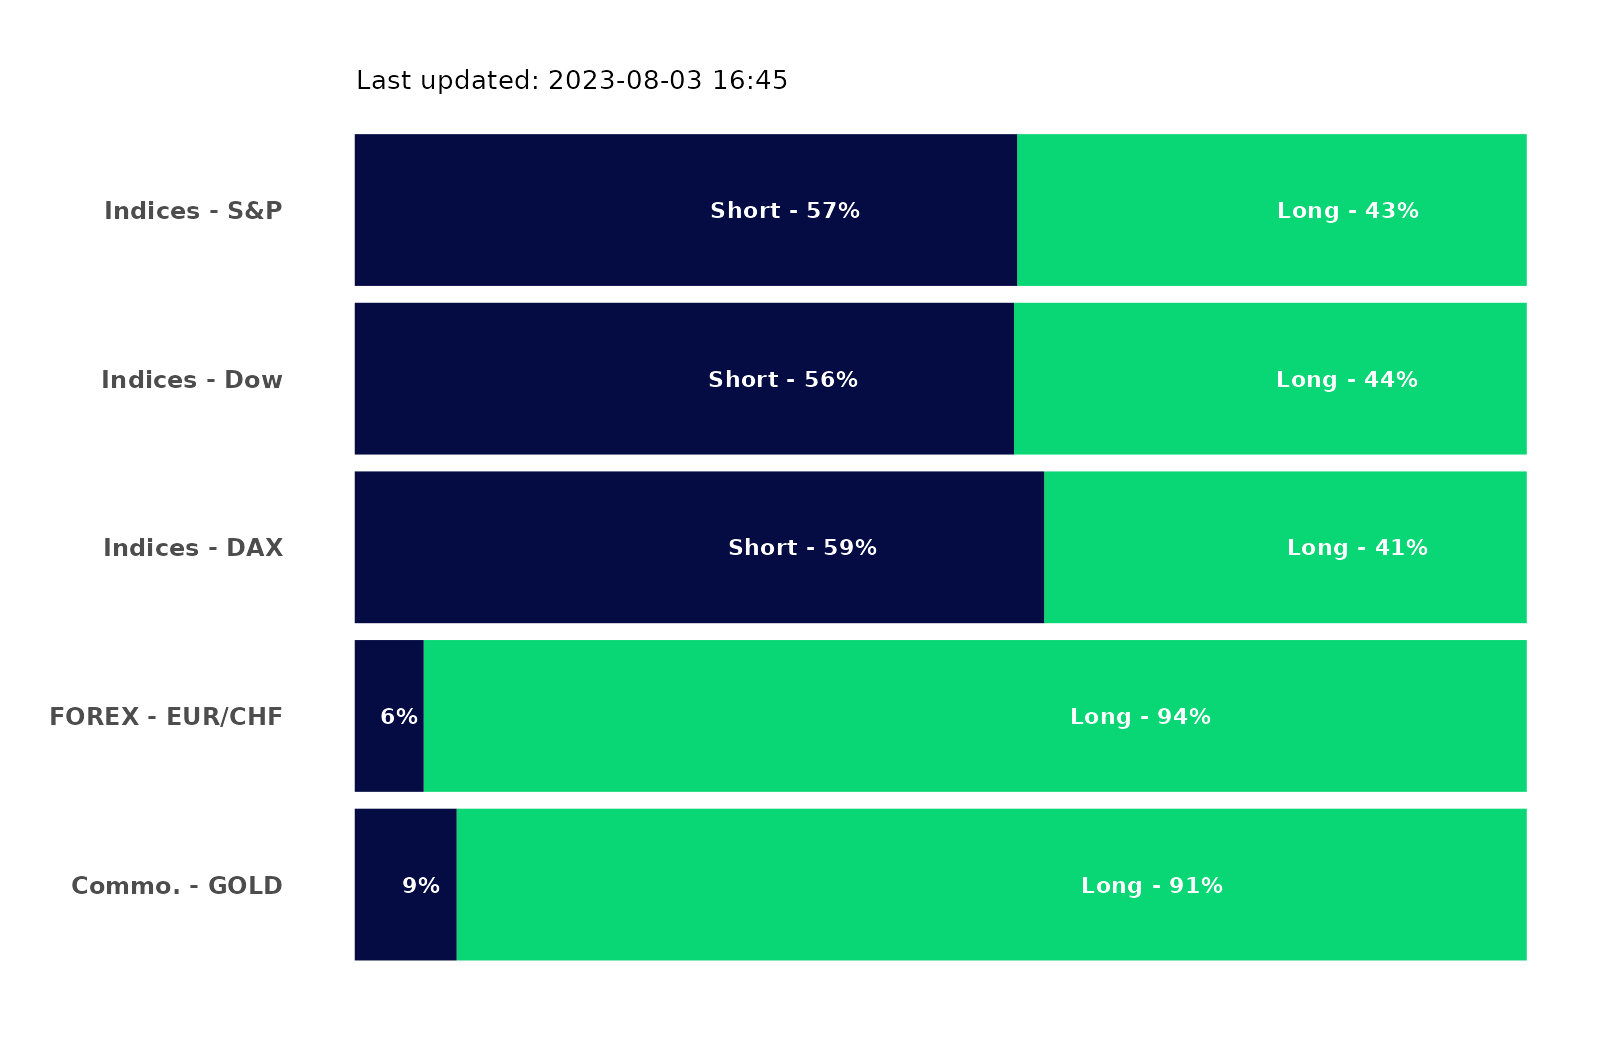 Last updated: 2023-08-03 16:45
Indices - S&P Short - 57% Long - 43%
Indices - Dow Short - 56% Long - 44%
Indices - DAX Short - 59% Long - 41%
FOREX - EUR/CHF 6% Long - 94%
Commo. - GOLD 9% Long - 91%